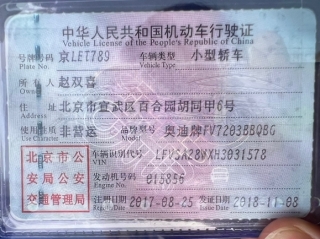 中华人民共和国机动车行驶证
Vehicle License of the People's Republic of China
号牌号码 京LET789 车辆类型 小型轿车
Plate No. Vehicle Type
所有人 赵双喜
Owner
住址 北京市宣武区百合园胡同甲6号
Address
使用性质 非营运 品牌型号 奥迪牌FV7203BBQBG
Use Character Model
北京市公 车辆识别代号 LFV3A28WXH3031578
VIN
安局公安 发动机号码 015856
Engine No.
交通管理局 注册日期 2017-08-25 发证日期 2018-11-08
Register Date Issue Date